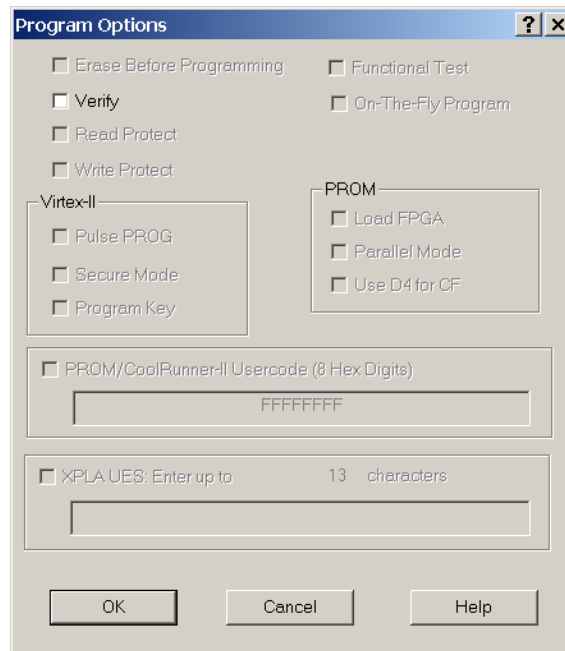 Program Options
Erase Before Programming
Functional Test
Verify
On-The-Fly Program
Read Protect
Write Protect
Virtex-II
Pulse PROG
Secure Mode
Program Key
PROM
Load FPGA
Parallel Mode
Use D4 for CF
PROM/CoolRunner-II Usercode (8 Hex Digits)
FFFFFFFF
XPLA UES: Enter up to 13 characters
OK Cancel Help